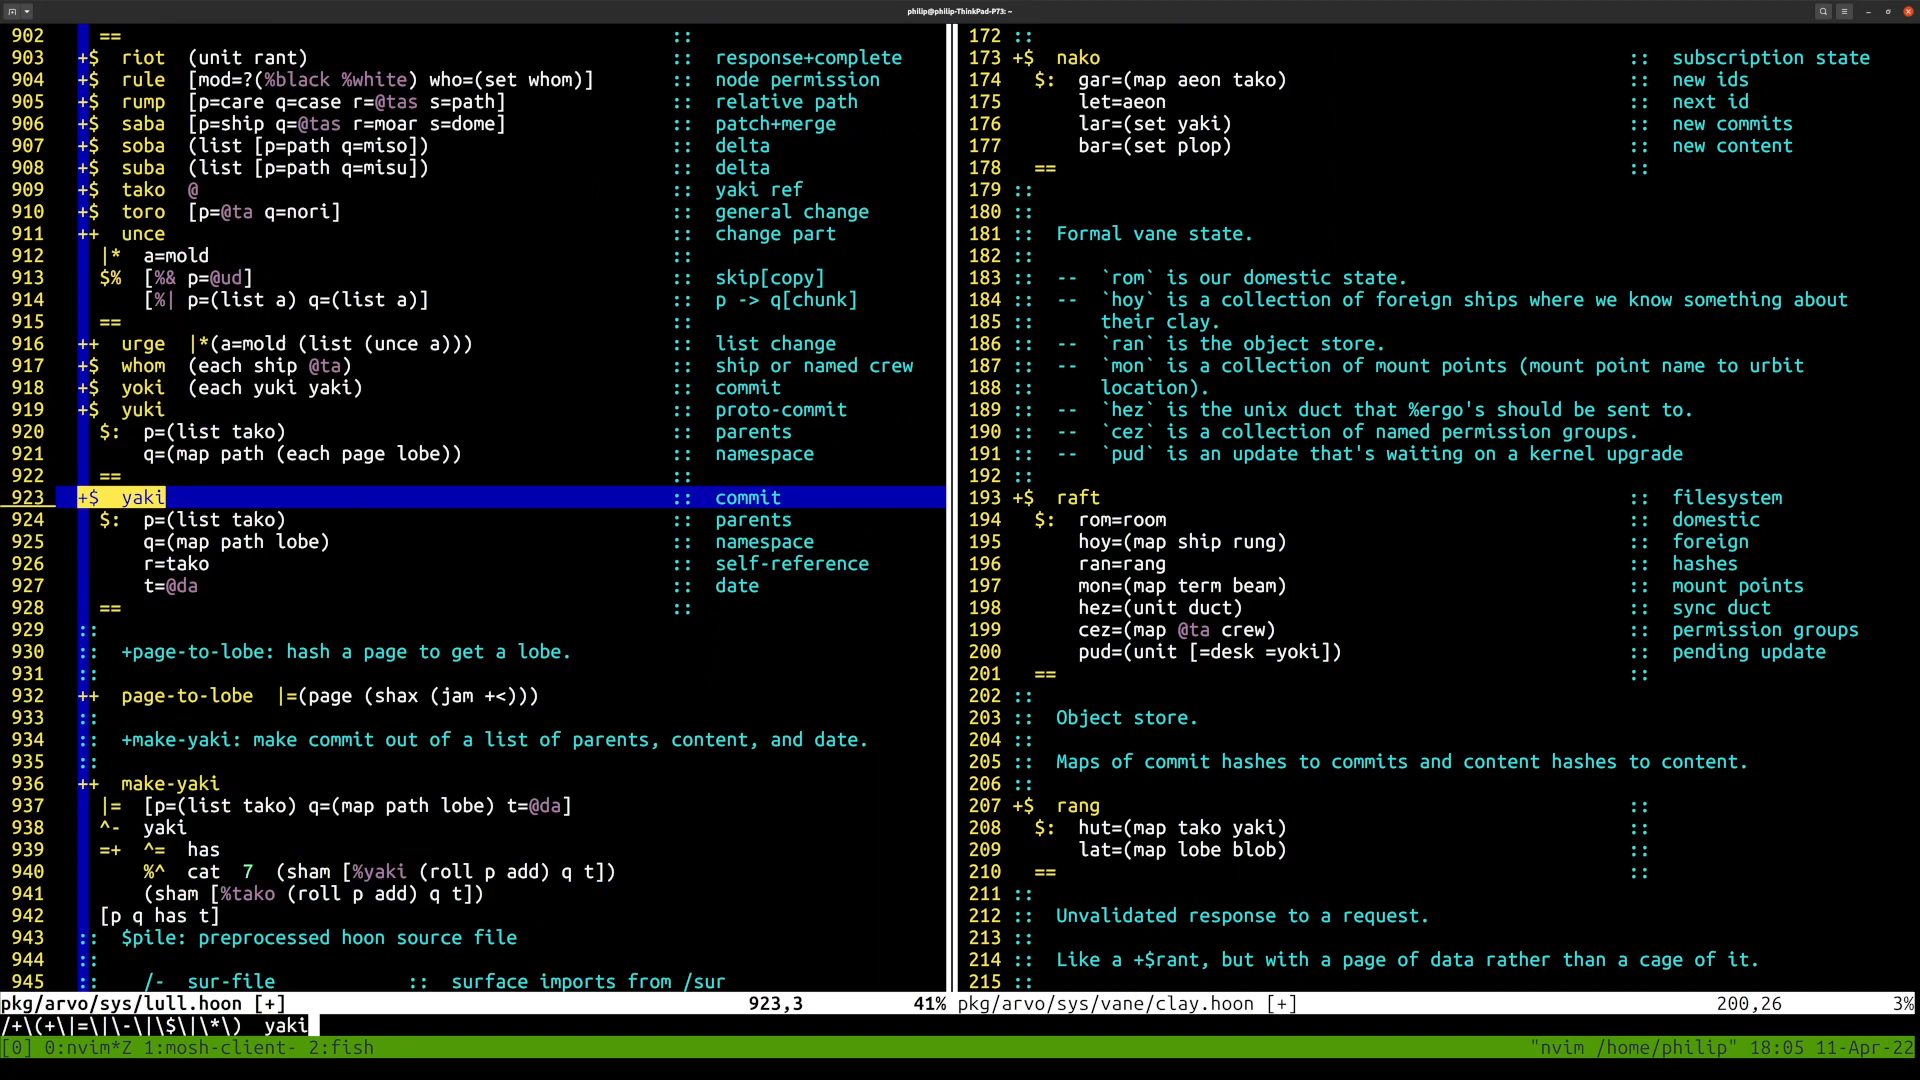 philip@philip-ThinkPad-P73: ~
902 == ::
903 +$ riot (unit rant) :: response+complete
904 +$ rule [mod=?(%black %white) who=(set whom)] :: node permission
905 +$ rump [p=care q=case r=@tas s=path] :: relative path
906 +$ saba [p=ship q=@tas r=moar s=dome] :: patch+merge
907 +$ soba (list [p=path q=miso]) :: delta
908 +$ suba (list [p=path q=misu]) :: delta
909 +$ tako @ :: yaki ref
910 +$ toro [p=@ta q=nori] :: general change
911 ++ unce :: change part
912 |* a=mold ::
913 $% [%& p=@ud] :: skip[copy]
914 [%| p=(list a) q=(list a)] :: p -> q[chunk]
915 == ::
916 ++ urge |*(a=mold (list (unce a))) :: list change
917 +$ whom (each ship @ta) :: ship or named crew
918 +$ yoki (each yuki yaki) :: commit
919 +$ yuki :: proto-commit
920 $: p=(list tako) :: parents
921 q=(map path (each page lobe)) :: namespace
922 == ::
923 +$ yaki :: commit
924 $: p=(list tako) :: parents
925 q=(map path lobe) :: namespace
926 r=tako :: self-reference
927 t=@da :: date
928 == ::
929 ::
930 :: +page-to-lobe: hash a page to get a lobe.
931 ::
932 ++ page-to-lobe |=(page (shax (jam +<)))
933 ::
934 :: +make-yaki: make commit out of a list of parents, content, and date.
935 ::
936 ++ make-yaki
937 |= [p=(list tako) q=(map path lobe) t=@da]
938 ^- yaki
939 =+ ^= has
940 %^ cat 7 (sham [%yaki (roll p add) q t])
941 (sham [%tako (roll p add) q t])
942 [p q has t]
943 :: $pile: preprocessed hoon source file
944 ::
945 :: /- sur-file :: surface imports from /sur
pkg/arvo/sys/lull.hoon [+] 923,3 41%
172 ::
173 +$ nako :: subscription state
174 $: gar=(map aeon tako) :: new ids
175 let=aeon :: next id
176 lar=(set yaki) :: new commits
177 bar=(set plop) :: new content
178 == ::
179 ::
180 ::
181 :: Formal vane state.
182 ::
183 :: -- `rom` is our domestic state.
184 :: -- `hoy` is a collection of foreign ships where we know something about
185 :: their clay.
186 :: -- `ran` is the object store.
187 :: -- `mon` is a collection of mount points (mount point name to urbit
188 :: location).
189 :: -- `hez` is the unix duct that %ergo's should be sent to.
190 :: -- `cez` is a collection of named permission groups.
191 :: -- `pud` is an update that's waiting on a kernel upgrade
192 ::
193 +$ raft :: filesystem
194 $: rom=room :: domestic
195 hoy=(map ship rung) :: foreign
196 ran=rang :: hashes
197 mon=(map term beam) :: mount points
198 hez=(unit duct) :: sync duct
199 cez=(map @ta crew) :: permission groups
200 pud=(unit [=desk =yoki]) :: pending update
201 == ::
202 ::
203 :: Object store.
204 ::
205 :: Maps of commit hashes to commits and content hashes to content.
206 ::
207 +$ rang ::
208 $: hut=(map tako yaki) ::
209 lat=(map lobe blob) ::
210 == ::
211 ::
212 :: Unvalidated response to a request.
213 ::
214 :: Like a +$rant, but with a page of data rather than a cage of it.
215 ::
pkg/arvo/sys/vane/clay.hoon [+] 200,26 3%
/+\(+\|=\|\-\|\$\|\*\) yaki
[0] 0:nvim*Z 1:mosh-client- 2:fish "nvim /home/philip" 18:05 11-Apr-22